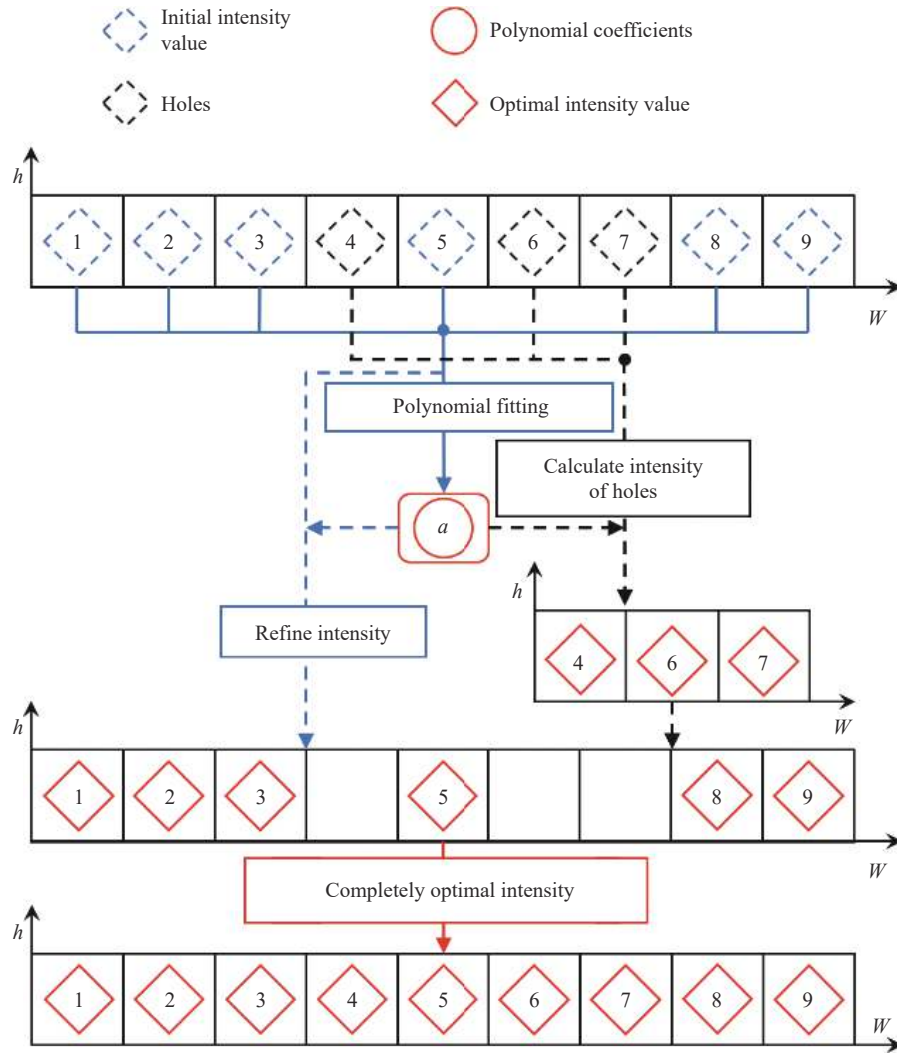 Initial intensity
value
Polynomial coefficients
Holes
Optimal intensity value
h
1 2 3 4 5 6 7 8 9
W
Polynomial fitting
Calculate intensity
of holes
a
h
Refine intensity
4 6 7
W
h
1 2 3 5 8 9
W
Completely optimal intensity
h
1 2 3 4 5 6 7 8 9
W